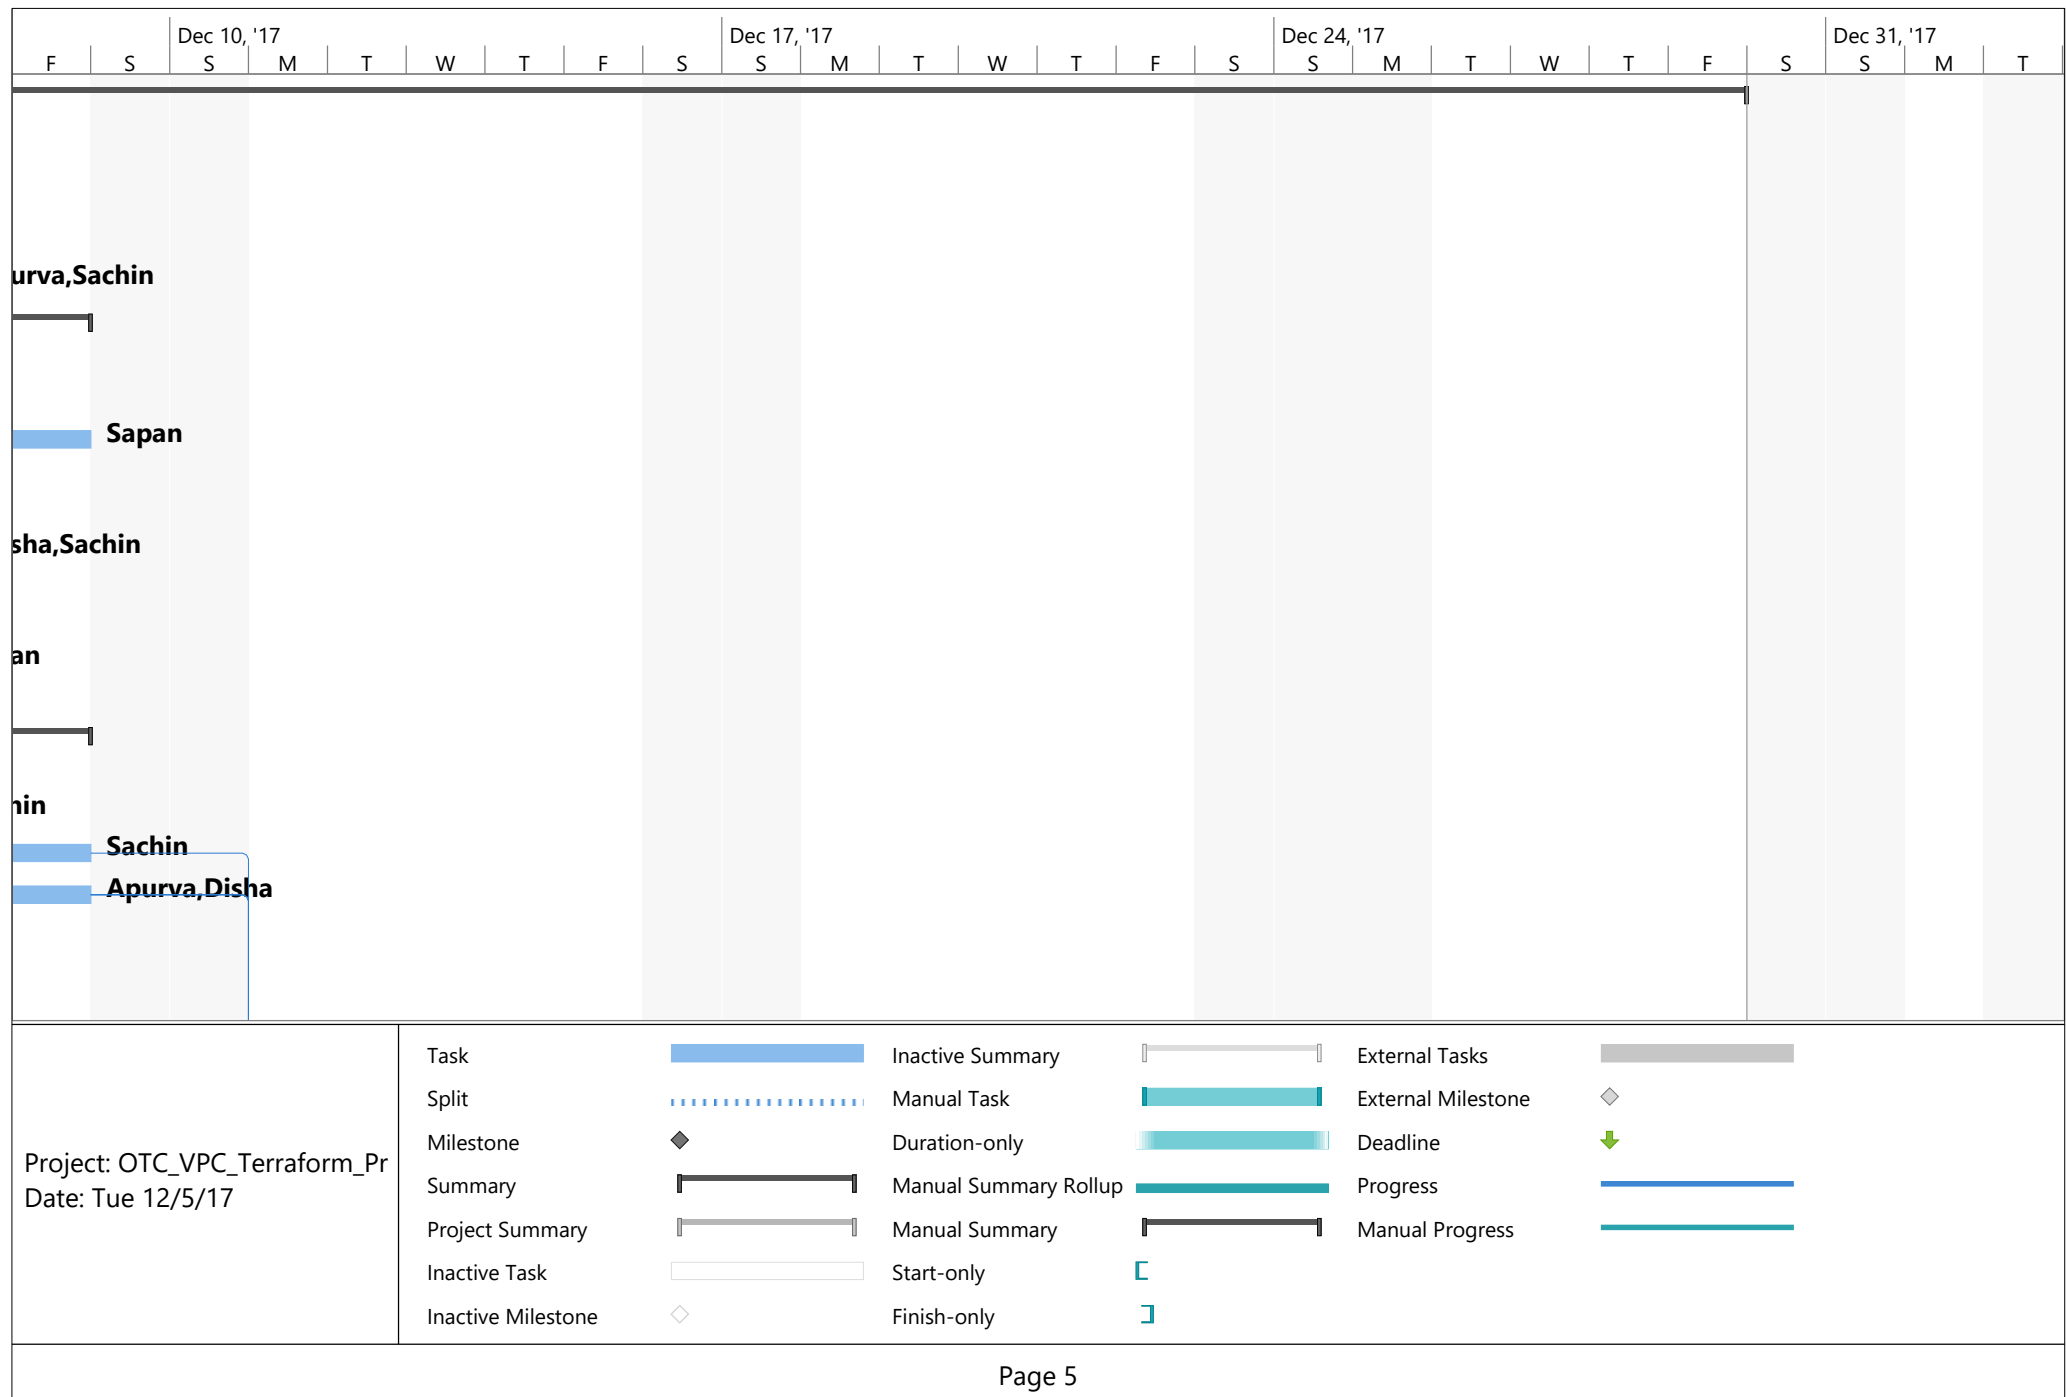 Dec 10, '17 Dec 17, '17 Dec 24, '17 Dec 31, '17
F S S M T W T F S S M T W T F S S M T W T F S S M T
urva,Sachin
Sapan
sha,Sachin
an
hin
Sachin
Apurva,Disha
Project: OTC_VPC_Terraform_Pr
Date: Tue 12/5/17
Task
Split
Milestone
Summary
Project Summary
Inactive Task
Inactive Milestone
Inactive Summary
Manual Task
Duration-only
Manual Summary Rollup
Manual Summary
Start-only
Finish-only
External Tasks
External Milestone
Deadline
Progress
Manual Progress
Page 5